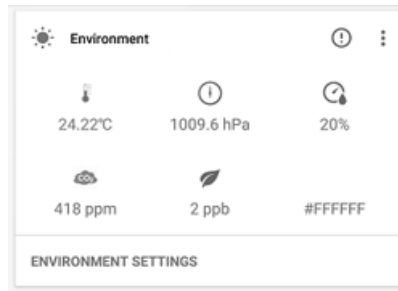 Environment
24.22°C 1009.6 hPa 20%
CO₂
418 ppm 2 ppb #FFFFFF
ENVIRONMENT SETTINGS